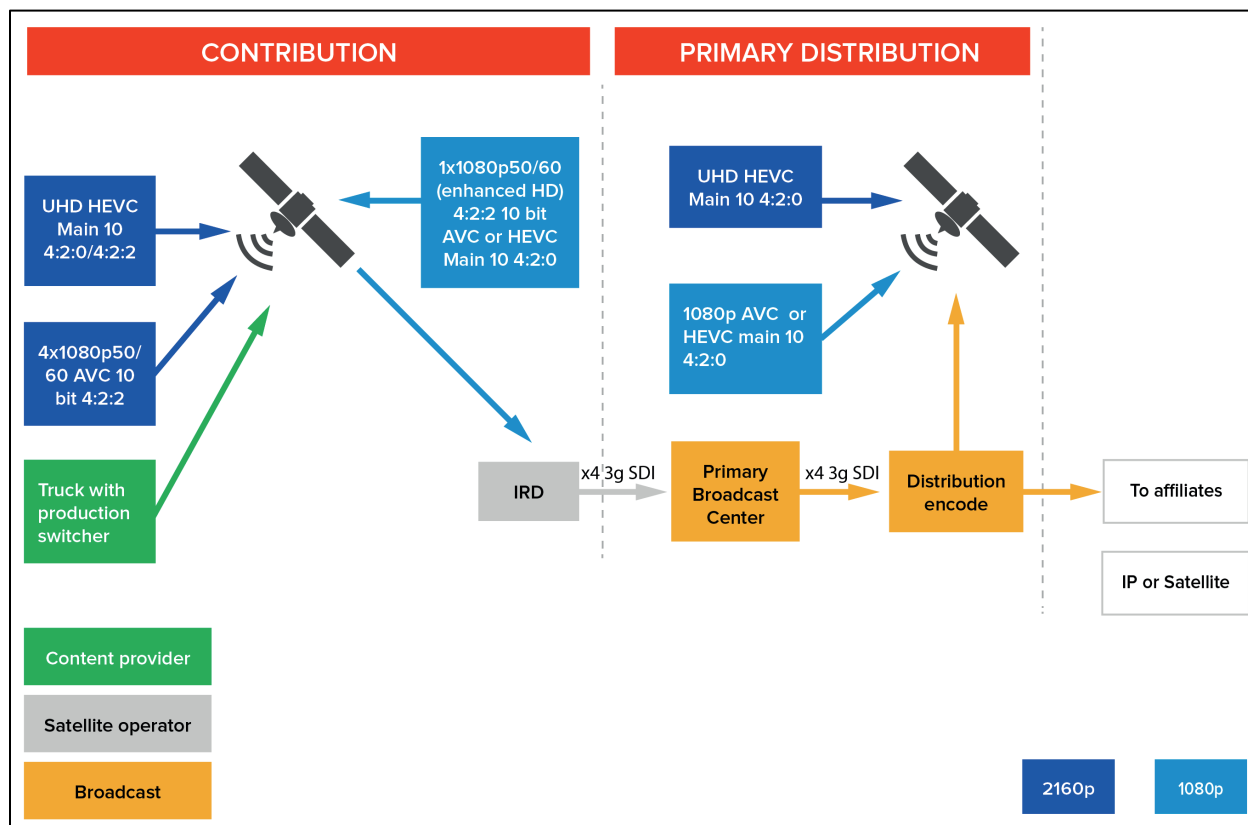 CONTRIBUTION
PRIMARY DISTRIBUTION
UHD HEVC
Main 10
4:2:0/4:2:2
1x1080p50/60
(enhanced HD)
4:2:2 10 bit
AVC or HEVC
Main 10 4:2:0
UHD HEVC
Main 10 4:2:0
4x1080p50/
60 AVC 10
bit 4:2:2
1080p AVC or
HEVC main 10
4:2:0
Truck with
production
switcher
IRD
x4 3g SDI
Primary
Broadcast
Center
x4 3g SDI
Distribution
encode
To affiliates
IP or Satellite
Content provider
Satellite operator
Broadcast
2160p
1080p